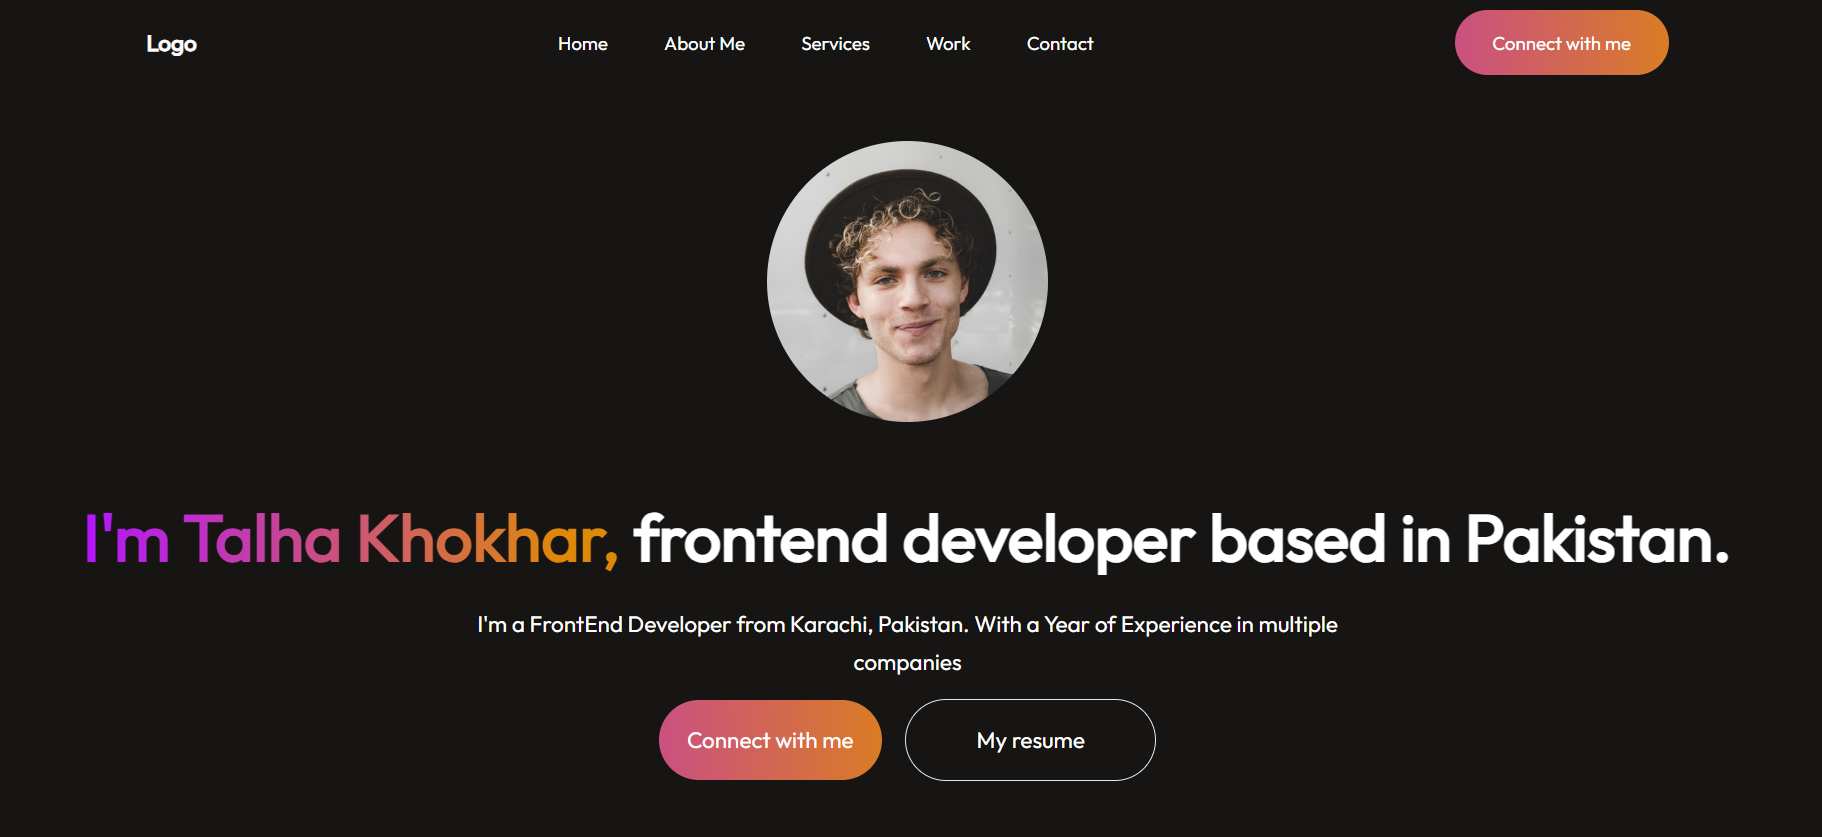 Logo
Home
About Me
Services
Work
Contact
Connect with me
I'm Talha Khokhar, frontend developer based in Pakistan.
I'm a FrontEnd Developer from Karachi, Pakistan. With a Year of Experience in multiple
companies
Connect with me
My resume